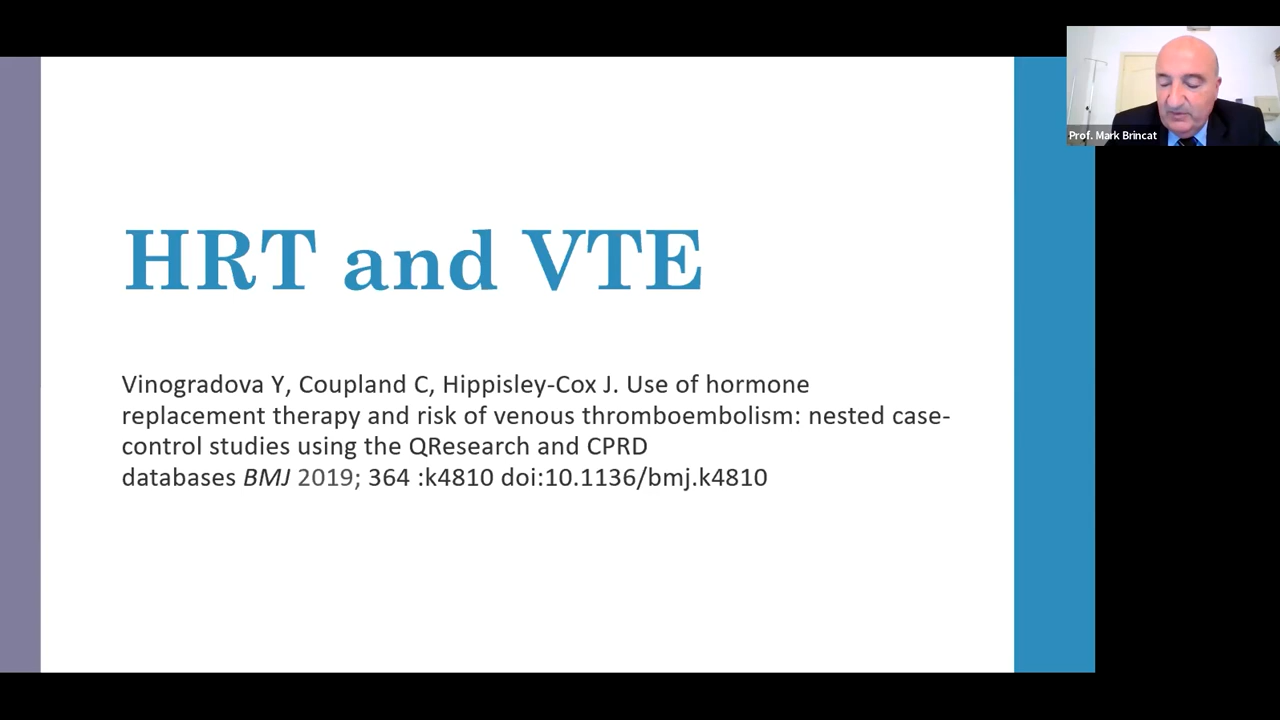 Prof. Mark Brincat
HRT and VTE
Vinogradova Y, Coupland C, Hippisley-Cox J. Use of hormone
replacement therapy and risk of venous thromboembolism: nested case-
control studies using the QResearch and CPRD
databases BMJ 2019; 364 :k4810 doi:10.1136/bmj.k4810